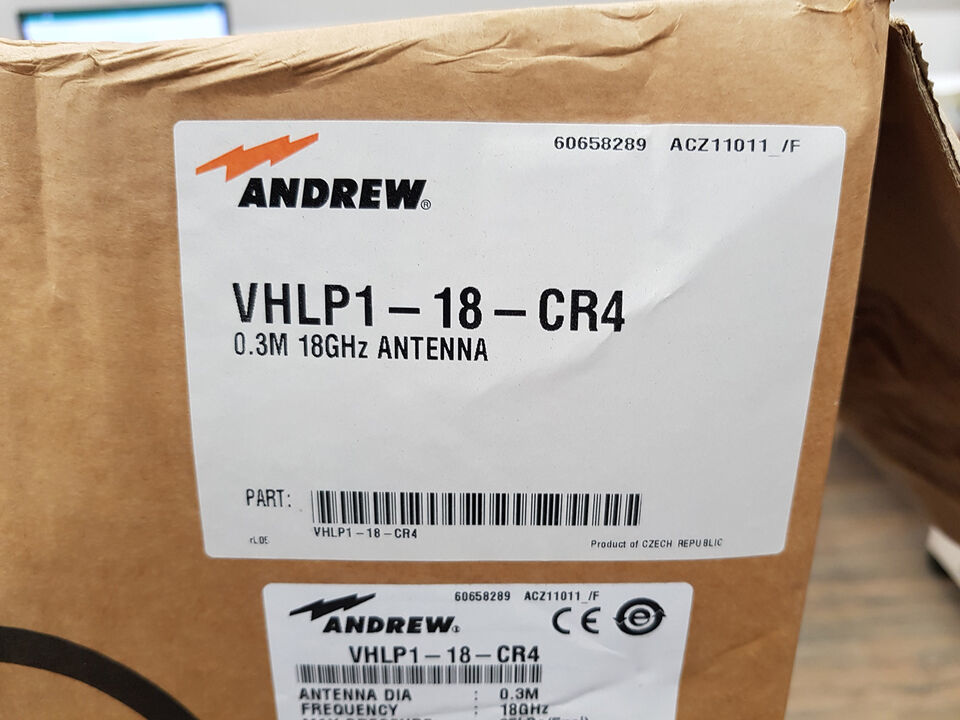 60658289 ACZ11011_/F
ANDREW®
VHLP1-18-CR4
0.3M 18GHz ANTENNA
PART:
VHLP1-18-CR4
rL05 Product of CZECH REPUBLIC
60658289 ACZ11011_/F
ANDREW® CE e
VHLP1-18-CR4
ANTENNA DIA : 0.3M
FREQUENCY : 18GHz